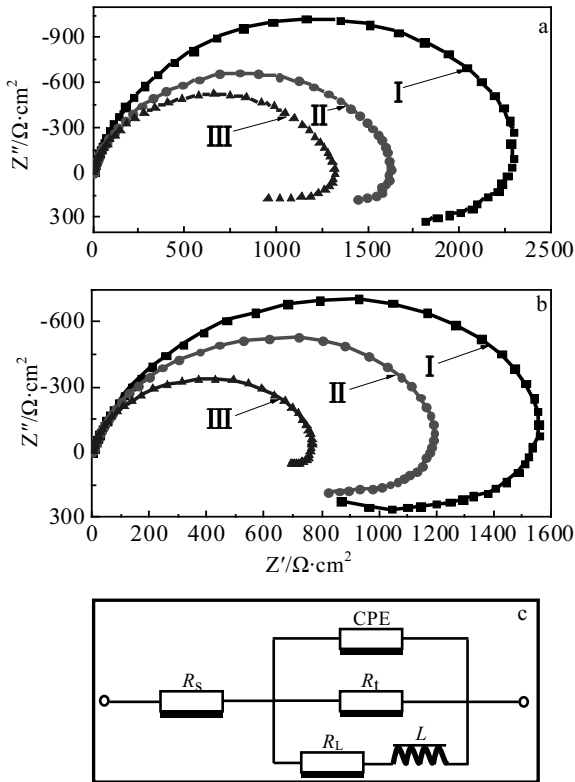 a
-900
-600
-300
0
300
Z″/Ω·cm²
I
II
III
0 500 1000 1500 2000 2500
b
-600
-300
0
300
Z″/Ω·cm²
I
II
III
0 200 400 600 800 1000 1200 1400 1600
Z′/Ω·cm²
c
CPE
Rs
Rt
RL
L